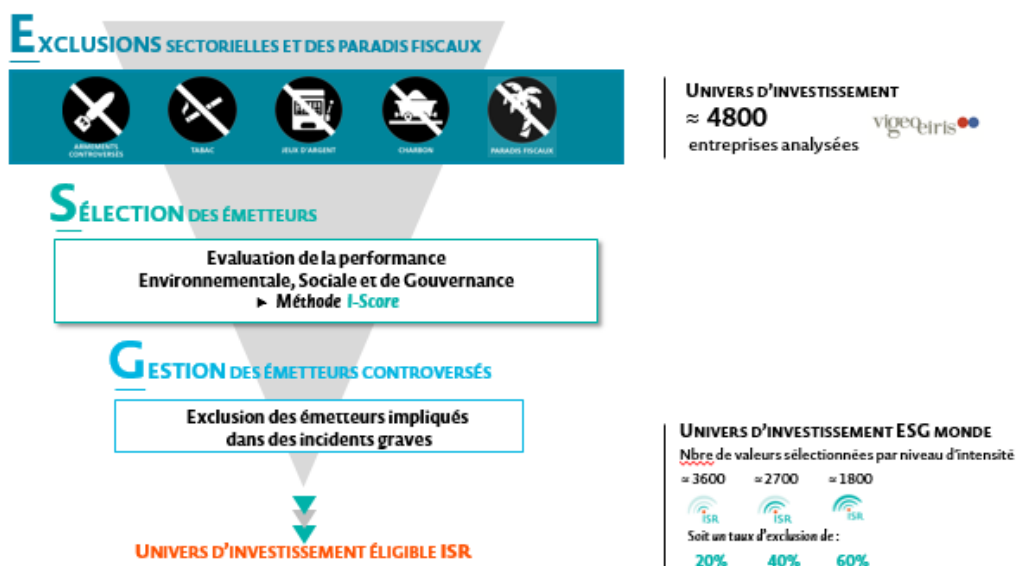 EXCLUSIONS SECTORIELLES ET DES PARADIS FISCAUX
ARMEMENTS
CONTROVERSÉS
TABAC
JEUX D'ARGENT
CHARBON
PARADIS FISCAUX
UNIVERS D'INVESTISSEMENT
≈ 4800
vigeoeiris
entreprises analysées
SÉLECTION DES ÉMETTEURS
Evaluation de la performance
Environnementale, Sociale et de Gouvernance
► Méthode I-Score
GESTION DES ÉMETTEURS CONTROVERSÉS
Exclusion des émetteurs impliqués
dans des incidents graves
UNIVERS D'INVESTISSEMENT ÉLIGIBLE ISR
UNIVERS D'INVESTISSEMENT ESG MONDE
Nbre de valeurs sélectionnées par niveau d'intensité
≈ 3600 ≈ 2700 ≈ 1800
ISR ISR ISR
Soit un taux d'exclusion de :
20% 40% 60%